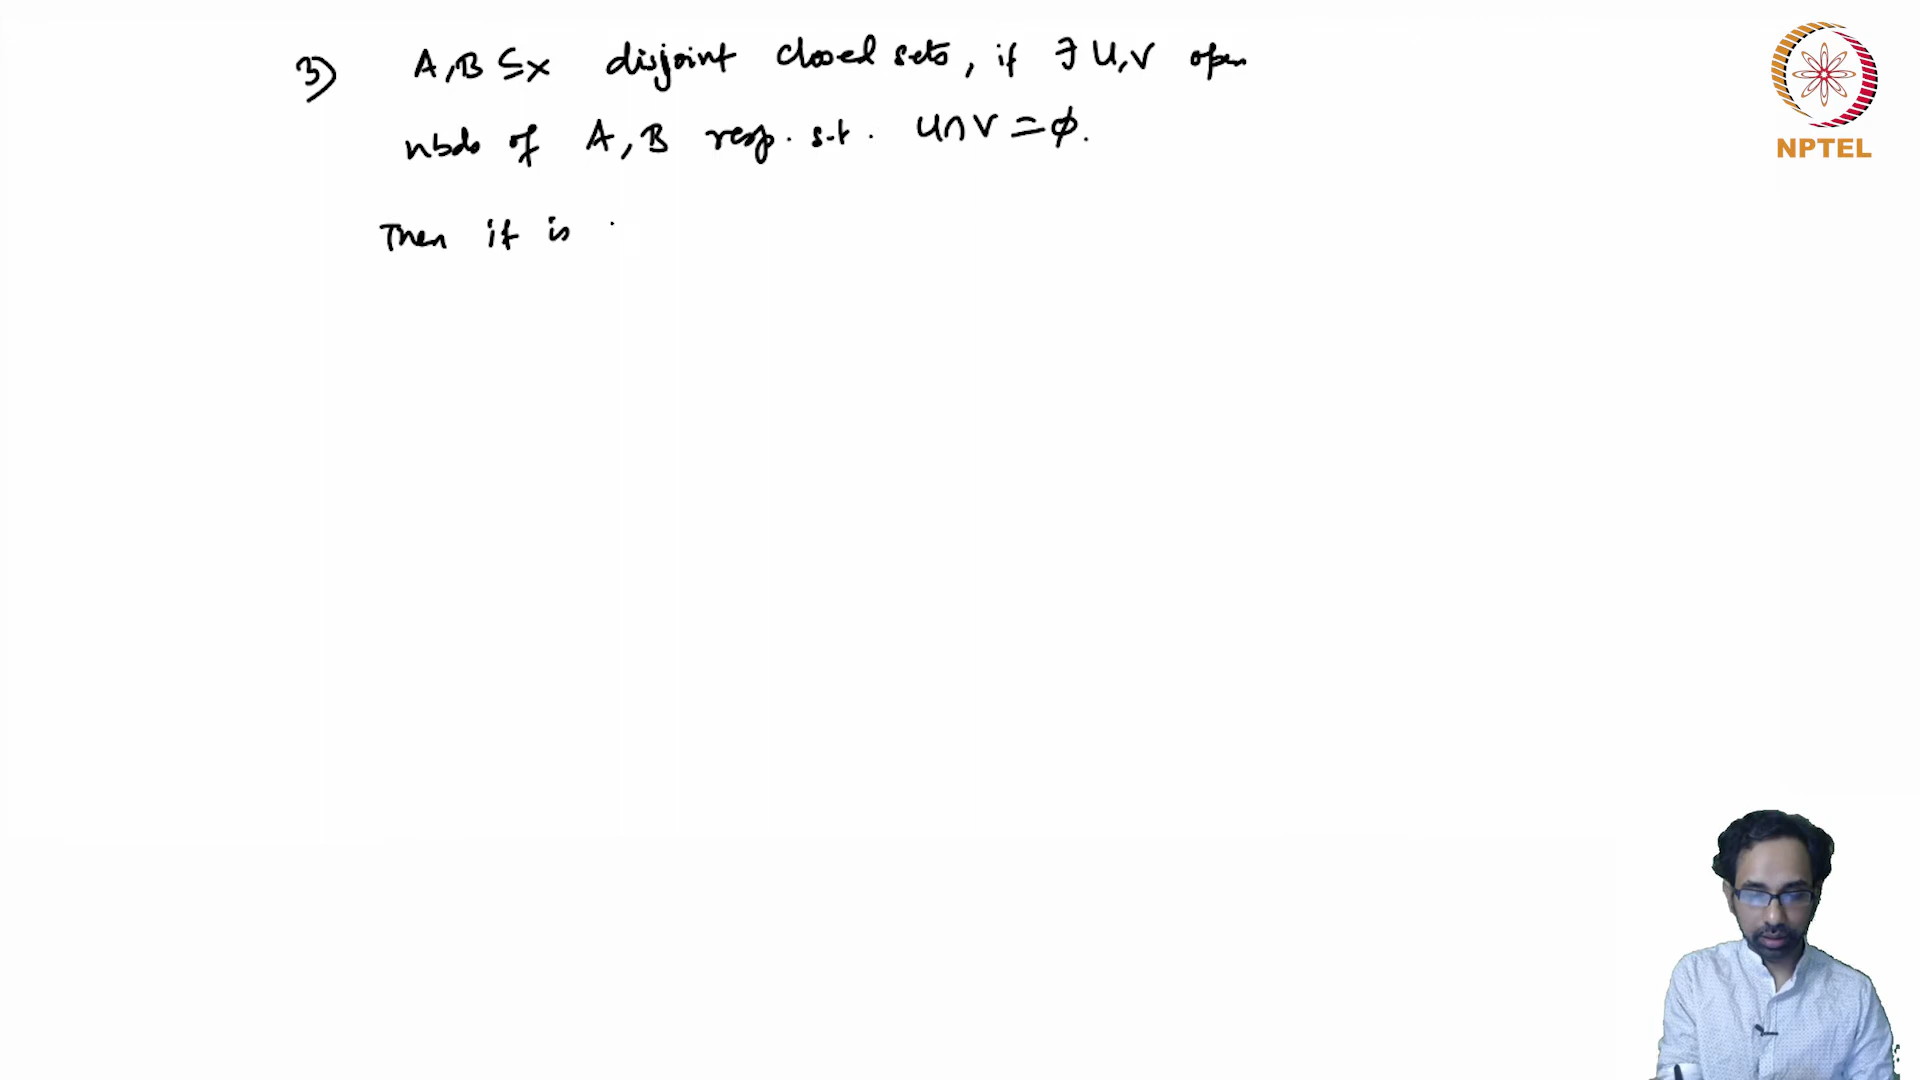 3) A,B ⊆ X disjoint closed sets, if ∃ U,V open
nbds of A,B resp. s.t. U∩V = ϕ.
Then it is
NPTEL